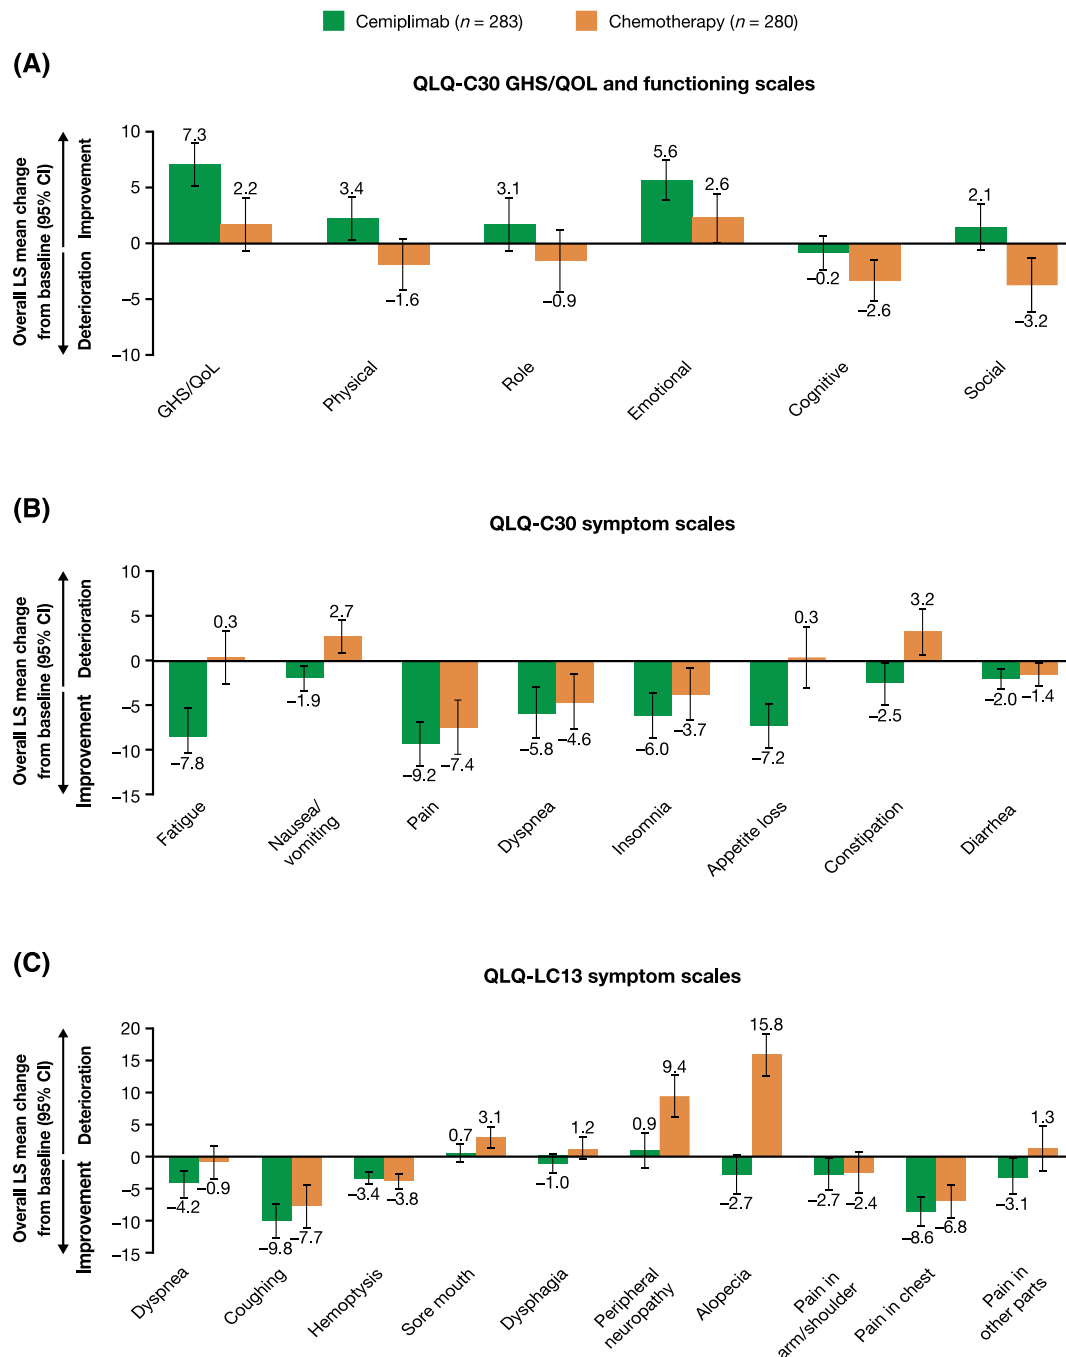 Cemiplimab (n = 283)
Chemotherapy (n = 280)
(A)
QLQ-C30 GHS/QOL and functioning scales
Overall LS mean change
from baseline (95% CI)
Deterioration
Improvement
10
5
0
−5
−10
7.3
2.2
3.4
−1.6
3.1
−0.9
5.6
2.6
−0.2
−2.6
2.1
−3.2
GHS/QoL
Physical
Role
Emotional
Cognitive
Social
(B)
QLQ-C30 symptom scales
Overall LS mean change
from baseline (95% CI)
Improvement
Deterioration
10
5
0
−5
−10
−15
−7.8
0.3
−1.9
2.7
−9.2
−7.4
−5.8
−4.6
−6.0
−3.7
−7.2
0.3
−2.5
3.2
−2.0
−1.4
Fatigue
Nausea/
vomiting
Pain
Dyspnea
Insomnia
Appetite loss
Constipation
Diarrhea
(C)
QLQ-LC13 symptom scales
Overall LS mean change
from baseline (95% CI)
Improvement
Deterioration
20
15
10
5
0
−5
−10
−15
−4.2
−0.9
−9.8
−7.7
−3.4
−3.8
0.7
3.1
−1.0
1.2
0.9
9.4
−2.7
15.8
−2.7
−2.4
−8.6
−6.8
−3.1
1.3
Dyspnea
Coughing
Hemoptysis
Sore mouth
Dysphagia
Peripheral
neuropathy
Alopecia
Pain in
arm/shoulder
Pain in chest
Pain in
other parts